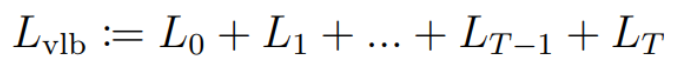 L_vlb := L_0 + L_1 + ... + L_{T−1} + L_T